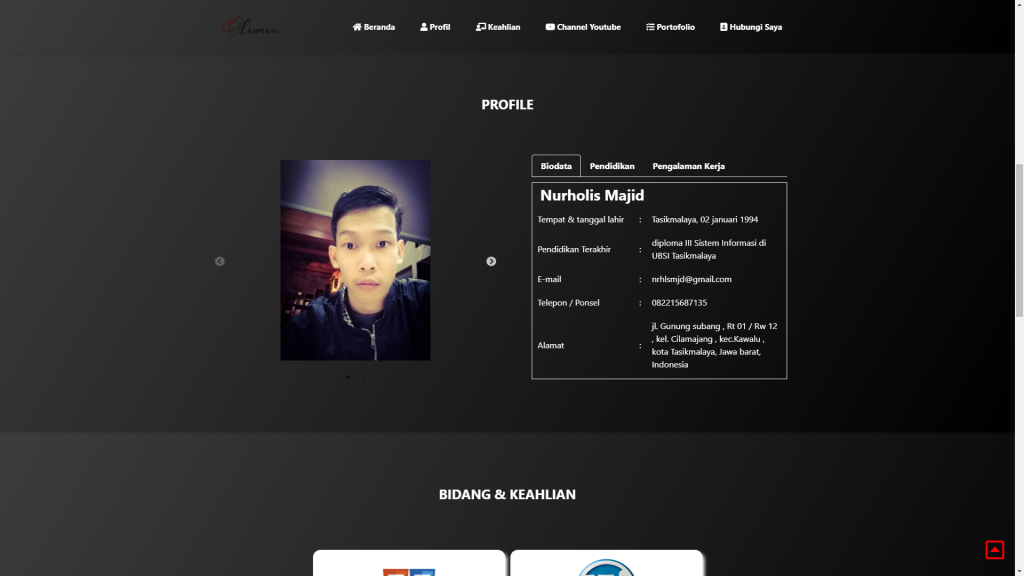 Oliweix
Beranda
Profil
Keahlian
Channel Youtube
Portofolio
Hubungi Saya
PROFILE
Biodata
Pendidikan
Pengalaman Kerja
Nurholis Majid
Tempat & tanggal lahir : Tasikmalaya, 02 januari 1994
Pendidikan Terakhir : diploma III Sistem Informasi di
UBSI Tasikmalaya
E-mail : nrhlsmjd@gmail.com
Telepon / Ponsel : 082215687135
Alamat : jl. Gunung subang , Rt 01 / Rw 12
, kel. Cilamajang , kec.Kawalu ,
kota Tasikmalaya, Jawa barat,
Indonesia
BIDANG & KEAHLIAN